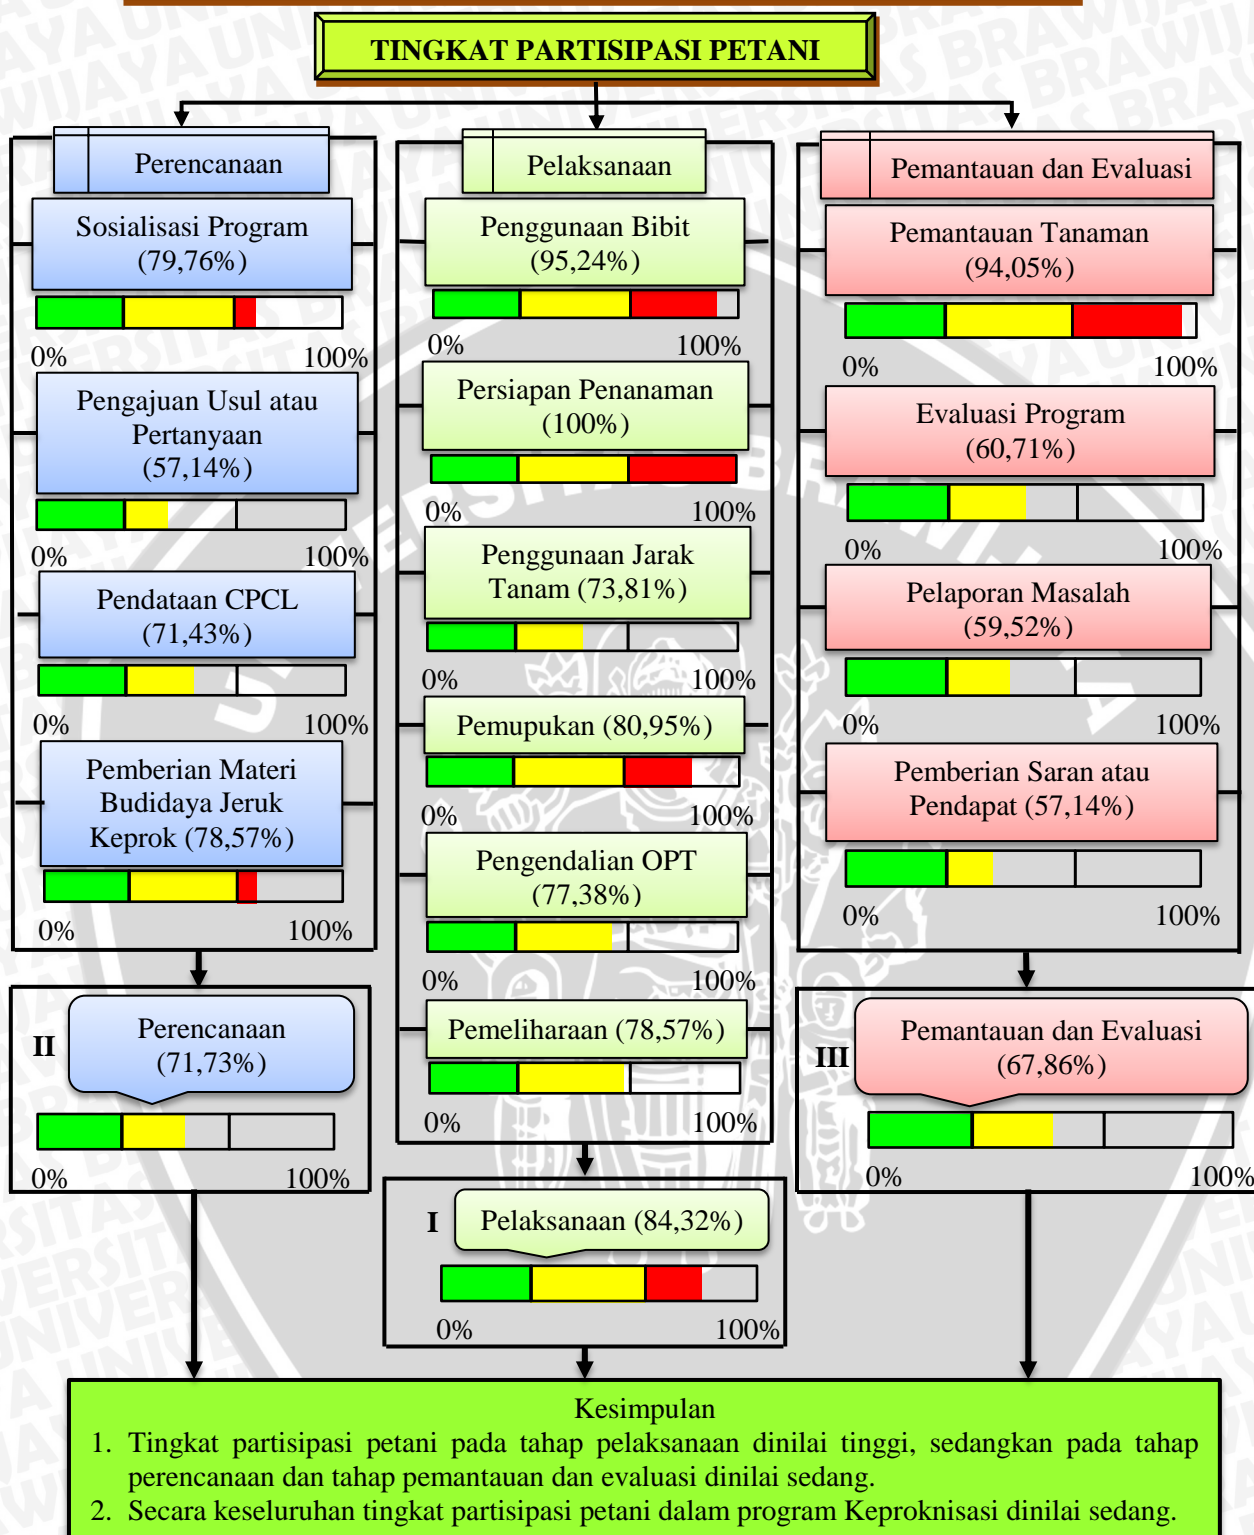 TINGKAT PARTISIPASI PETANI
Perencanaan
Sosialisasi Program
(79,76%)
0% 100%
Pengajuan Usul atau
Pertanyaan
(57,14%)
0% 100%
Pendataan CPCL
(71,43%)
0% 100%
Pemberian Materi
Budidaya Jeruk
Keprok (78,57%)
0% 100%
II
Perencanaan
(71,73%)
0% 100%
Pelaksanaan
Penggunaan Bibit
(95,24%)
0% 100%
Persiapan Penanaman
(100%)
0% 100%
Penggunaan Jarak
Tanam (73,81%)
0% 100%
Pemupukan (80,95%)
0% 100%
Pengendalian OPT
(77,38%)
0% 100%
Pemeliharaan (78,57%)
0% 100%
I
Pelaksanaan (84,32%)
0% 100%
Pemantauan dan Evaluasi
Pemantauan Tanaman
(94,05%)
0% 100%
Evaluasi Program
(60,71%)
0% 100%
Pelaporan Masalah
(59,52%)
0% 100%
Pemberian Saran atau
Pendapat (57,14%)
0% 100%
III
Pemantauan dan Evaluasi
(67,86%)
0% 100%
Kesimpulan
1. Tingkat partisipasi petani pada tahap pelaksanaan dinilai tinggi, sedangkan pada tahap
perencanaan dan tahap pemantauan dan evaluasi dinilai sedang.
2. Secara keseluruhan tingkat partisipasi petani dalam program Keproknisasi dinilai sedang.
UNIVERSITAS BRAWIJAYA